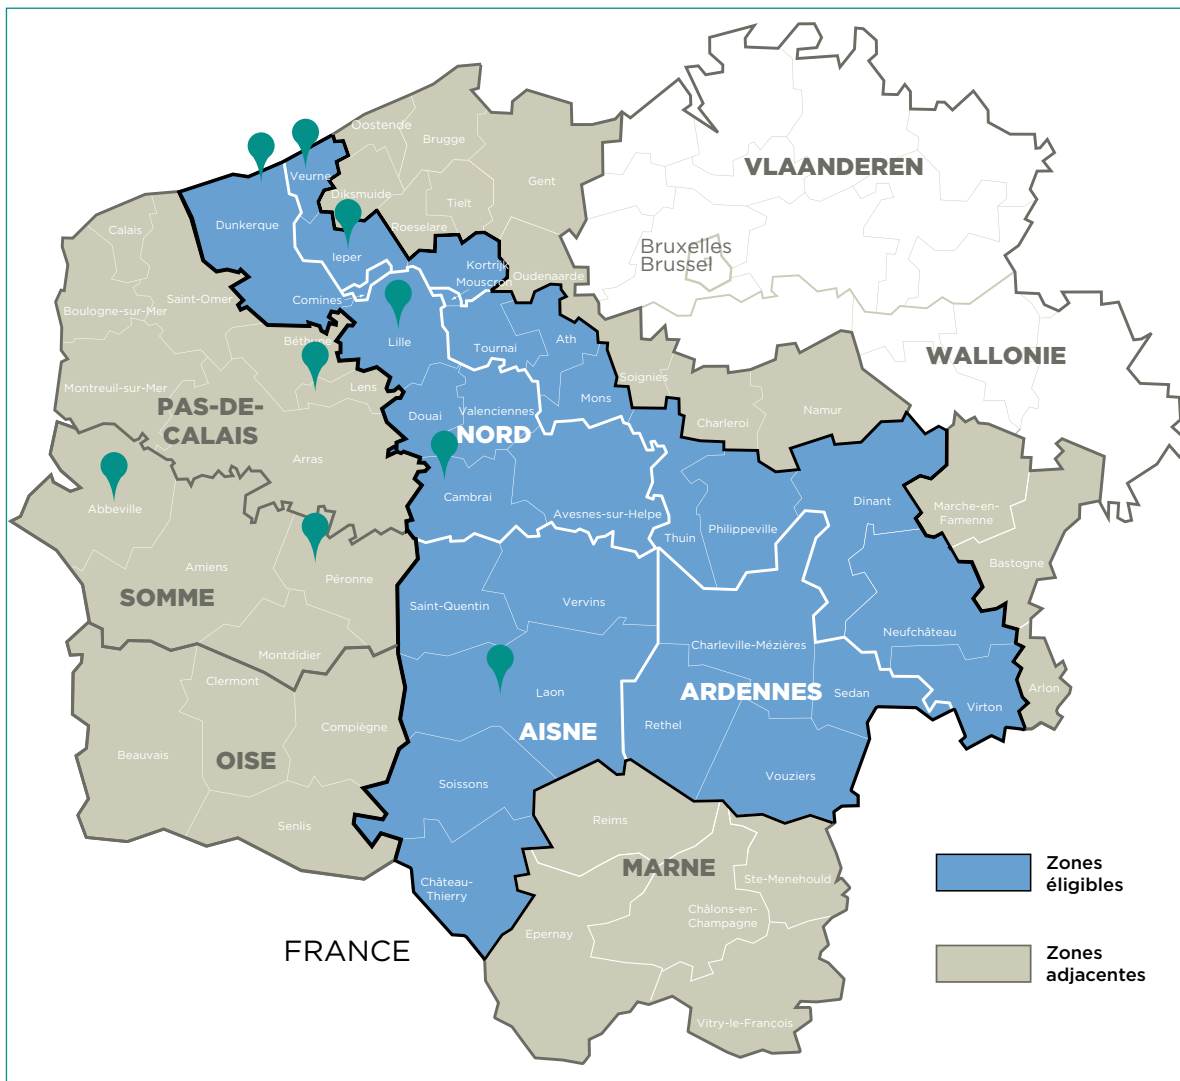 Oostende
Brugge
VLAANDEREN
Veurne
Diksmuide
Gent
Tielt
Dunkerque
Calais
Roeselare
Bruxelles
Brussel
Ieper
Kortrijk
Mouscron
Oudenaarde
Saint-Omer
Comines
Boulogne-sur-Mer
Béthune
Lille
Tournai
Ath
WALLONIE
Soignies
Montreuil-sur-Mer
Lens
Mons
PAS-DE-
CALAIS
Douai
Valenciennes
NORD
Charleroi
Namur
Arras
Cambrai
Dinant
Abbeville
Avesnes-sur-Helpe
Philippeville
Marche-en-
Famenne
Thuin
Bastogne
Amiens
Péronne
SOMME
Saint-Quentin
Vervins
Neufchâteau
Montdidier
Charleville-Mézières
Clermont
Laon
ARDENNES
Sedan
Arlon
Virton
Compiègne
Rethel
AISNE
Beauvais
OISE
Soissons
Vouziers
Senlis
Reims
MARNE
Château-
Thierry
Ste-Menehould
Châlons-en-
Champagne
Epernay
FRANCE
Vitry-le-François
Zones
éligibles
Zones
adjacentes